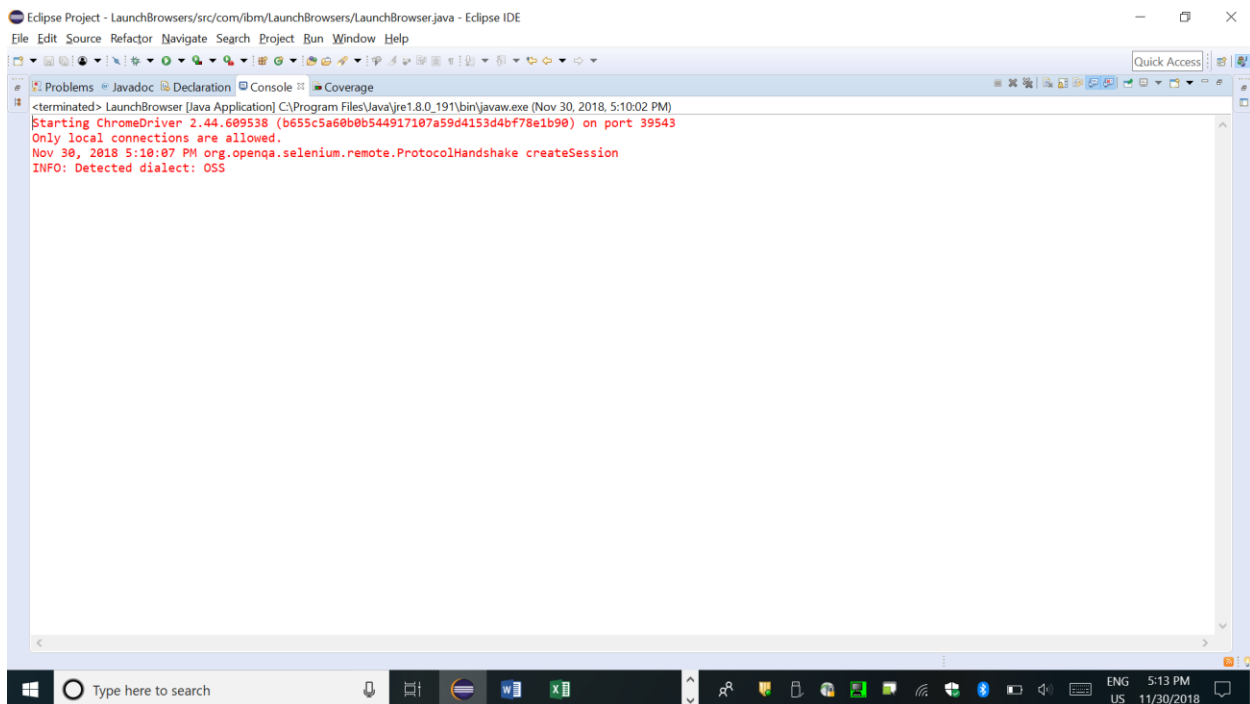 Eclipse Project - LaunchBrowsers/src/com/ibm/LaunchBrowsers/LaunchBrowser.java - Eclipse IDE
File Edit Source Refactor Navigate Search Project Run Window Help
Quick Access
Problems Javadoc Declaration Console Coverage
<terminated> LaunchBrowser [Java Application] C:\Program Files\Java\jre1.8.0_191\bin\javaw.exe (Nov 30, 2018, 5:10:02 PM)
Starting ChromeDriver 2.44.609538 (b655c5a60b0b544917107a59d4153d4bf78e1b90) on port 39543
Only local connections are allowed.
Nov 30, 2018 5:10:07 PM org.openqa.selenium.remote.ProtocolHandshake createSession
INFO: Detected dialect: OSS
Type here to search
ENG 5:13 PM
US 11/30/2018